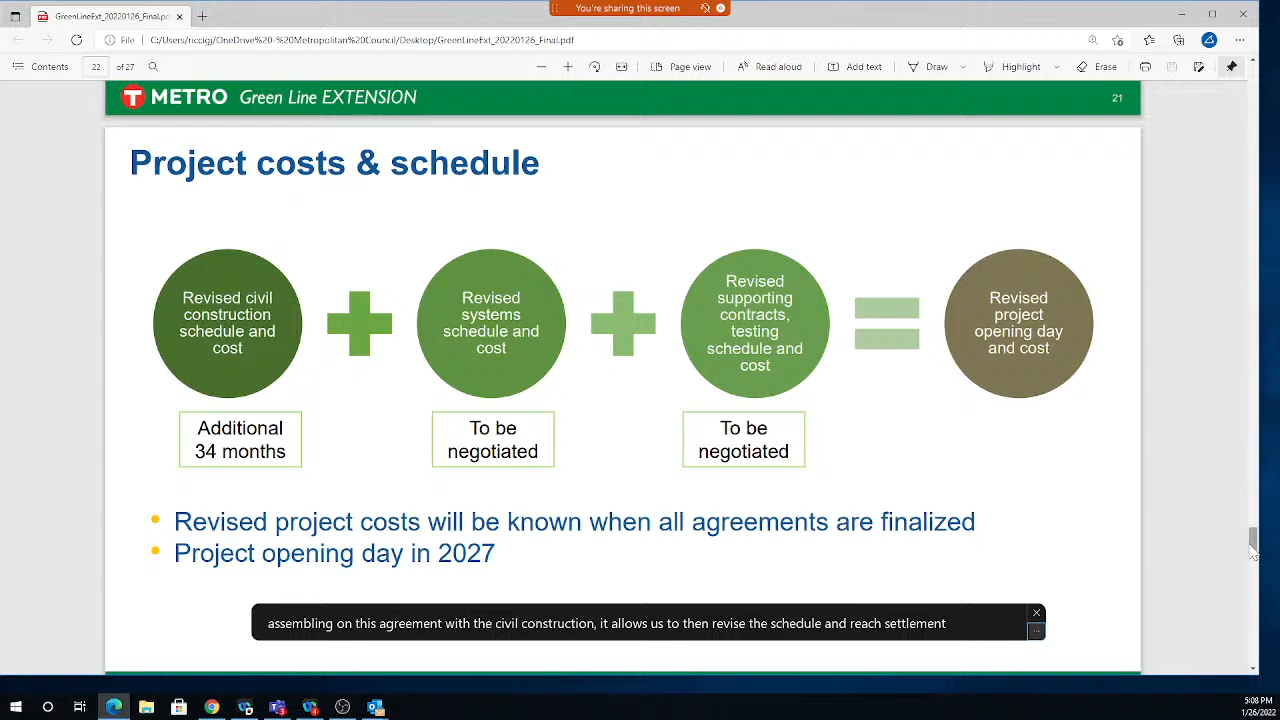 You're sharing this screen
GreenLineExt_20220126_Final.pd
File C:/Users/riccigj/OneDrive%20-%20Metropolitan%20Council/Desktop/GreenLineExt_20220126_Final.pdf
Contents 22 of 27 Page view Read aloud Add text Draw Highlight Erase
T METRO Green Line EXTENSION 21
Project costs & schedule
Revised civil
construction
schedule and
cost
Revised
systems
schedule and
cost
Revised
supporting
contracts,
testing
schedule and
cost
Revised
project
opening day
and cost
Additional
34 months
To be
negotiated
To be
negotiated
• Revised project costs will be known when all agreements are finalized
• Project opening day in 2027
assembling on this agreement with the civil construction, it allows us to then revise the schedule and reach settlement
5:08 PM
1/26/2022